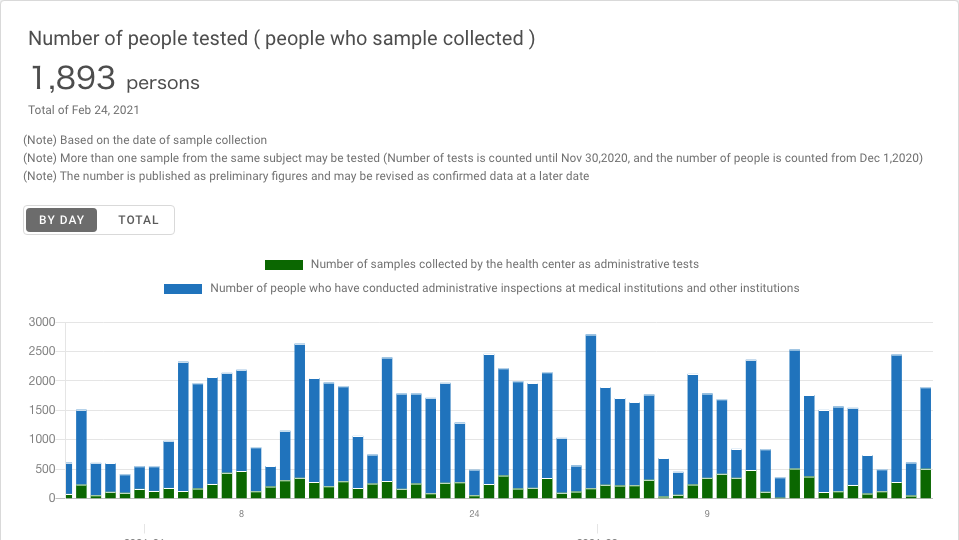 Number of people tested ( people who sample collected )
1,893 persons
Total of Feb 24, 2021
(Note) Based on the date of sample collection
(Note) More than one sample from the same subject may be tested (Number of tests is counted until Nov 30,2020, and the number of people is counted from Dec 1,2020)
(Note) The number is published as preliminary figures and may be revised as confirmed data at a later date
BY DAY TOTAL
Number of samples collected by the health center as administrative tests
Number of people who have conducted administrative inspections at medical institutions and other institutions
3000
2500
2000
1500
1000
500
0
8 24 9